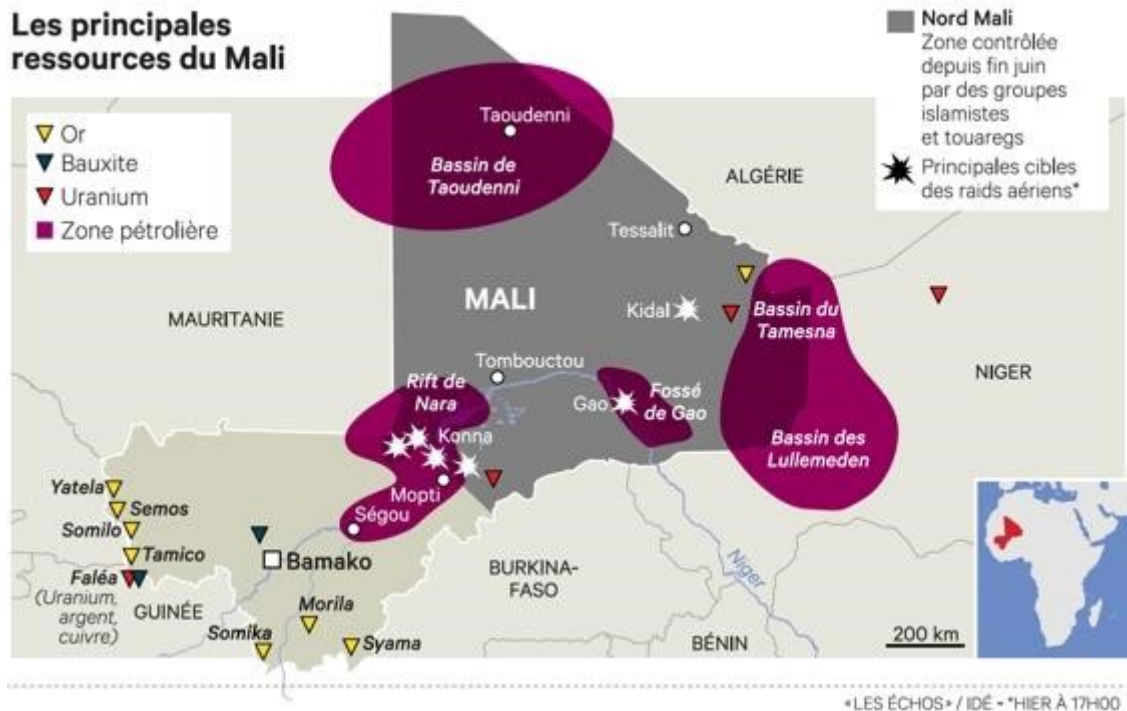 Les principales
ressources du Mali
Or
Bauxite
Uranium
Zone pétrolière
Nord Mali
Zone contrôlée
depuis fin juin
par des groupes
islamistes
et touaregs
Principales cibles
des raids aériens*
Taoudenni
Bassin de
Taoudenni
ALGÉRIE
Tessalit
MALI
Kidal
Bassin du
Tamesna
MAURITANIE
Tombouctou
NIGER
Rift de
Nara
Gao
Fossé
de Gao
Konna
Bassin des
Lullemeden
Mopti
Ségou
Yatela
Semos
Somilo
Tamico
Bamako
Faléa
(Uranium,
argent,
cuivre)
GUINÉE
BURKINA-
FASO
Niger
Morila
Somika
Syama
BÉNIN
200 km
«LES ÉCHOS» / IDÉ - *HIER À 17H00